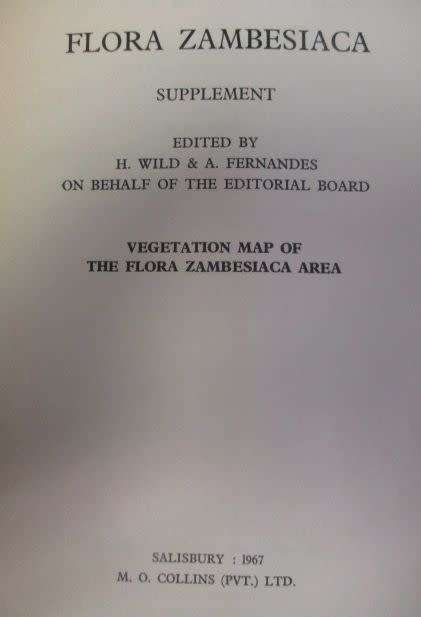 FLORA ZAMBESIACA
SUPPLEMENT
EDITED BY
H. WILD & A. FERNANDES
ON BEHALF OF THE EDITORIAL BOARD
VEGETATION MAP OF
THE FLORA ZAMBESIACA AREA
SALISBURY : 1967
M. O. COLLINS (PVT.) LTD.